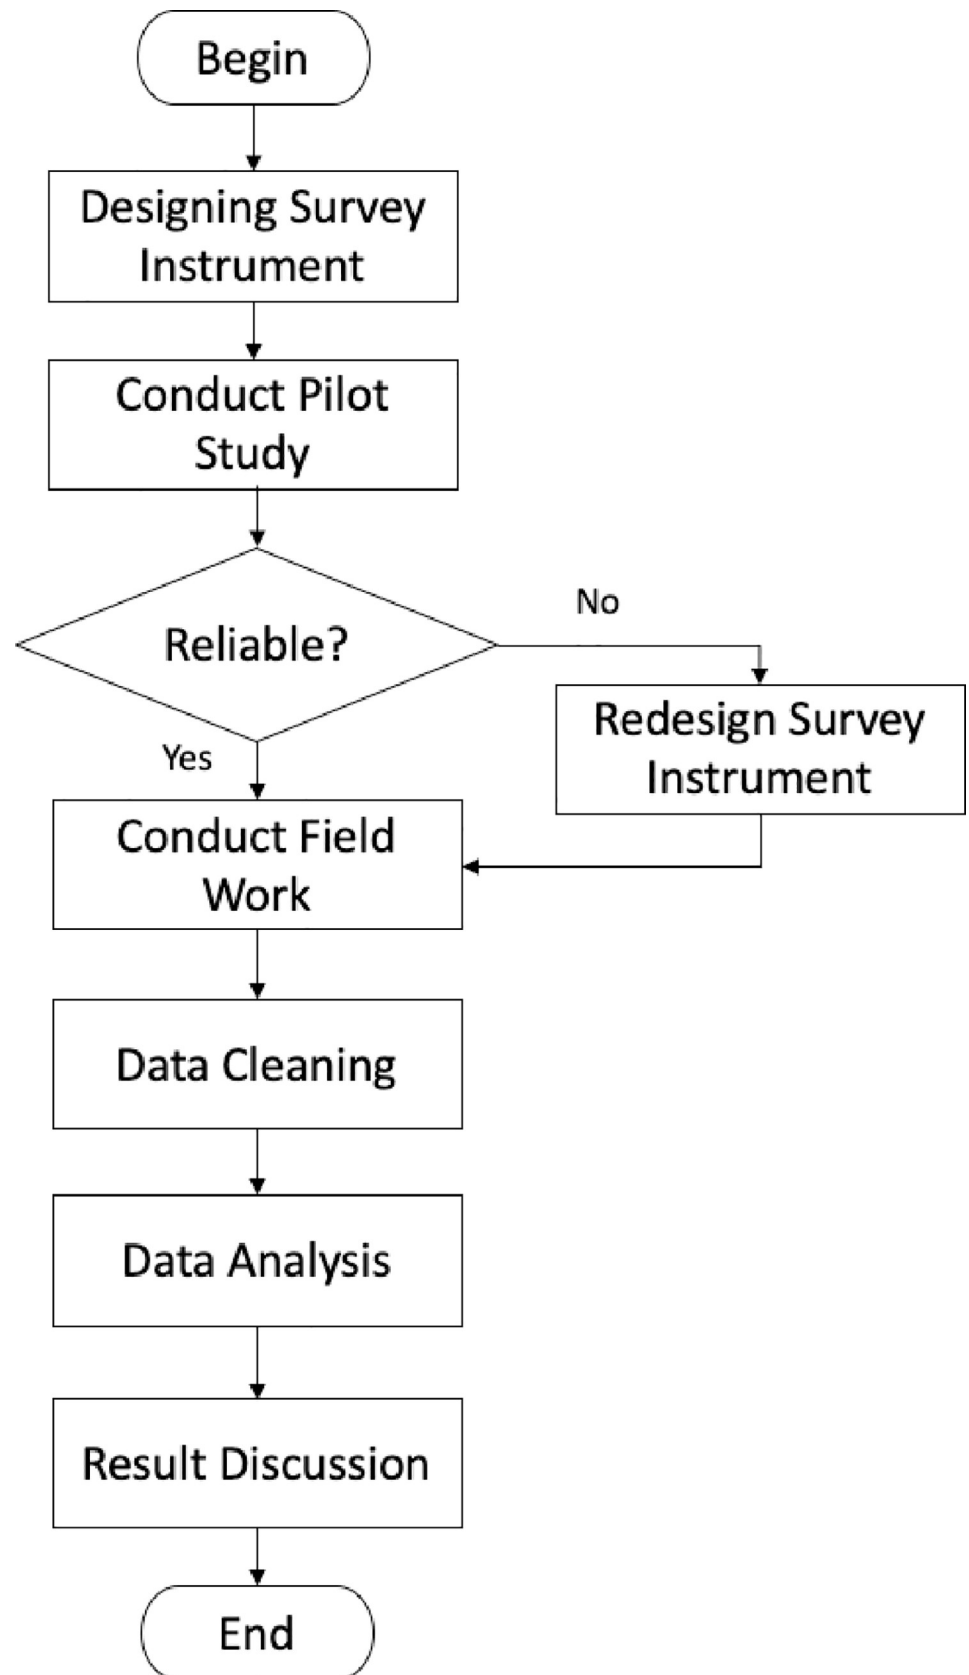 Begin
Designing Survey
Instrument
Conduct Pilot
Study
Reliable?
No
Redesign Survey
Instrument
Yes
Conduct Field
Work
Data Cleaning
Data Analysis
Result Discussion
End